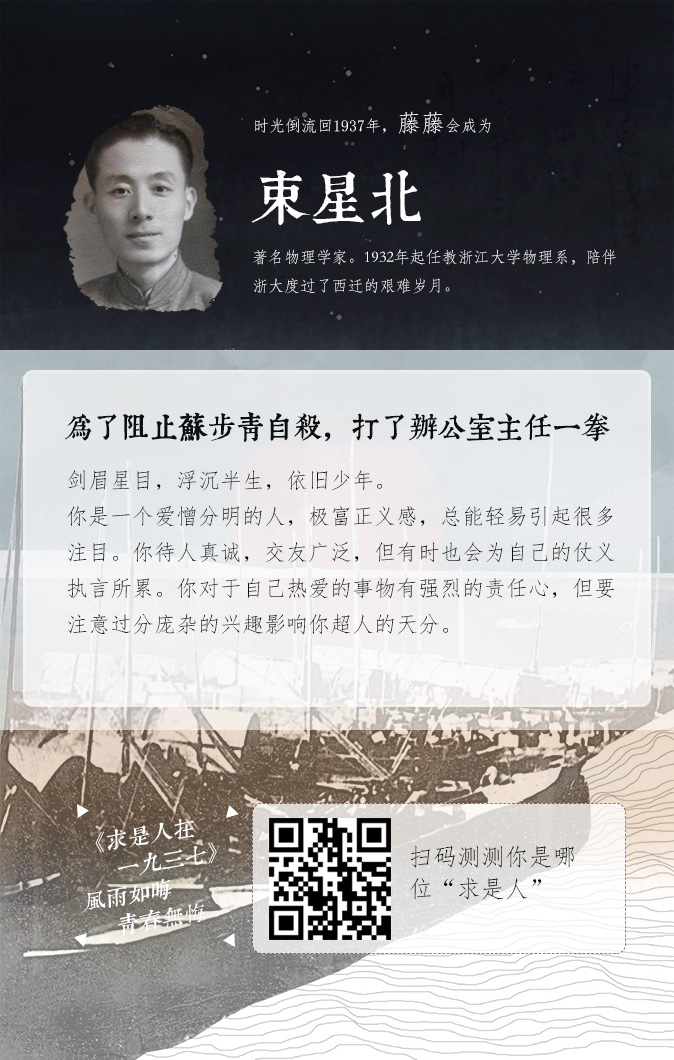 时光倒流回1937年，藤藤会成为
束星北
著名物理学家。1932年起任教浙江大学物理系，陪伴
浙大度过了西迁的艰难岁月。
為了阻止蘇步青自殺，打了辦公室主任一拳
剑眉星目，浮沉半生，依旧少年。
你是一个爱憎分明的人，极富正义感，总能轻易引起很多
注目。你待人真诚，交友广泛，但有时也会为自己的仗义
执言所累。你对于自己热爱的事物有强烈的责任心，但要
注意过分庞杂的兴趣影响你超人的天分。
《求是人在
一九三七》
風雨如晦
青春無悔
扫码测测你是哪
位“求是人”